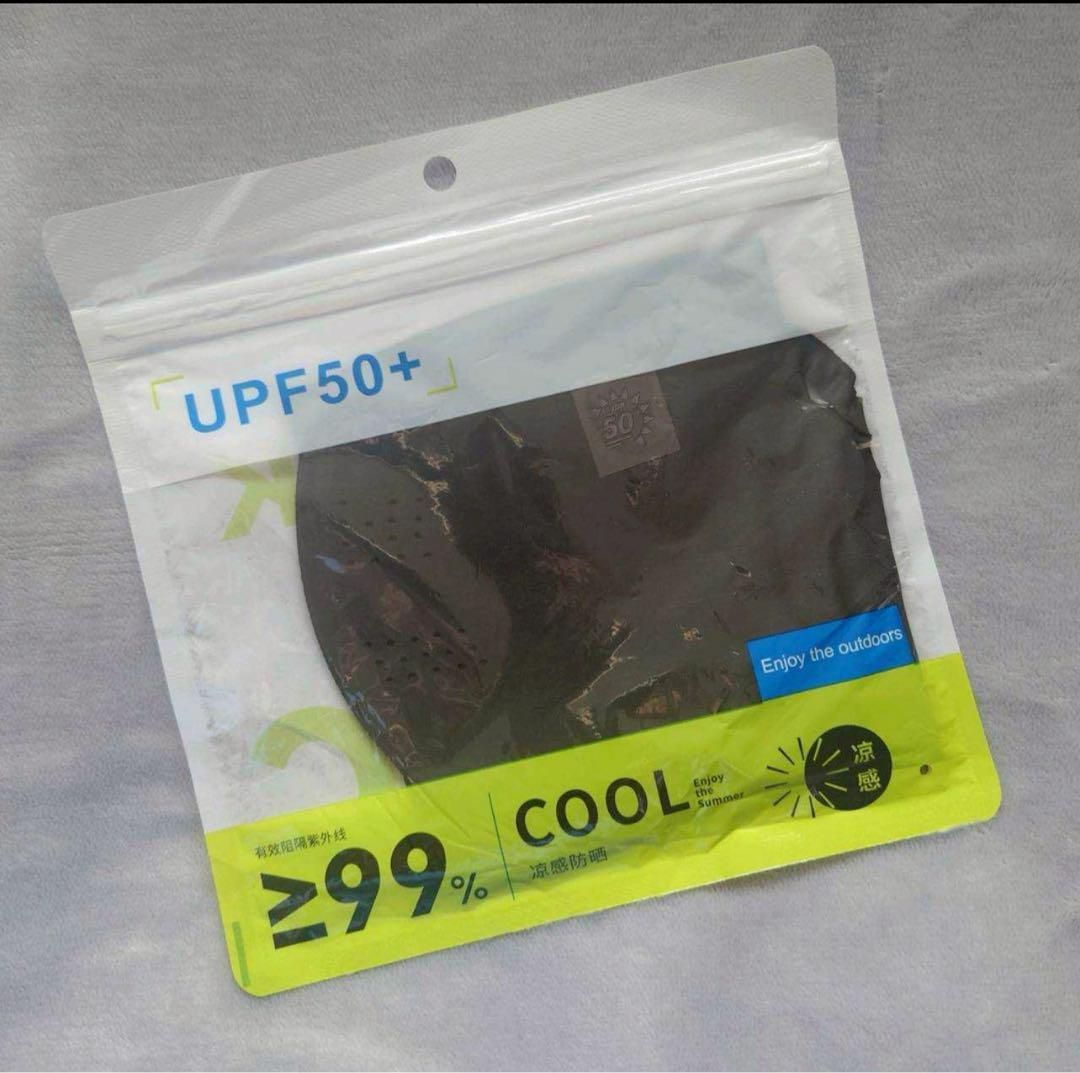 UPF50+
50
Enjoy the outdoors
有效阻隔紫外线
≥99%
COOL
Enjoy
the
Summer
凉感防晒
凉
感